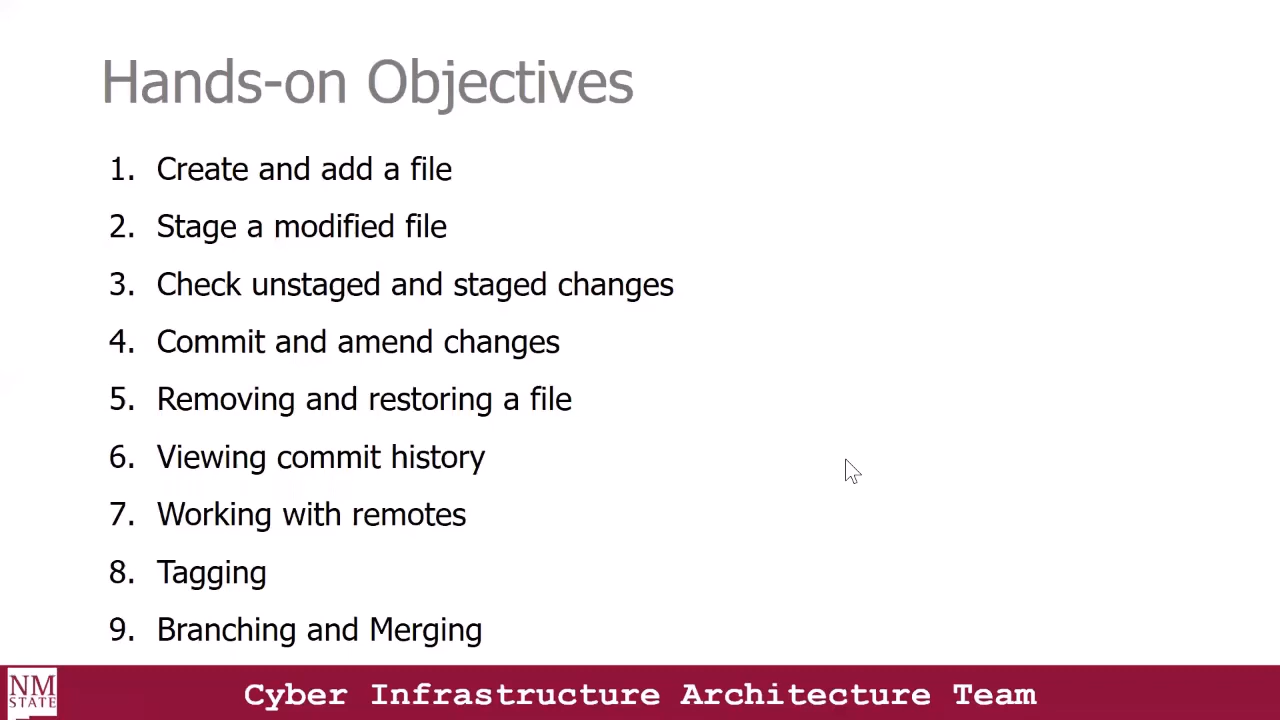 Hands-on Objectives
1. Create and add a file
2. Stage a modified file
3. Check unstaged and staged changes
4. Commit and amend changes
5. Removing and restoring a file
6. Viewing commit history
7. Working with remotes
8. Tagging
9. Branching and Merging
NM
STATE
Cyber Infrastructure Architecture Team